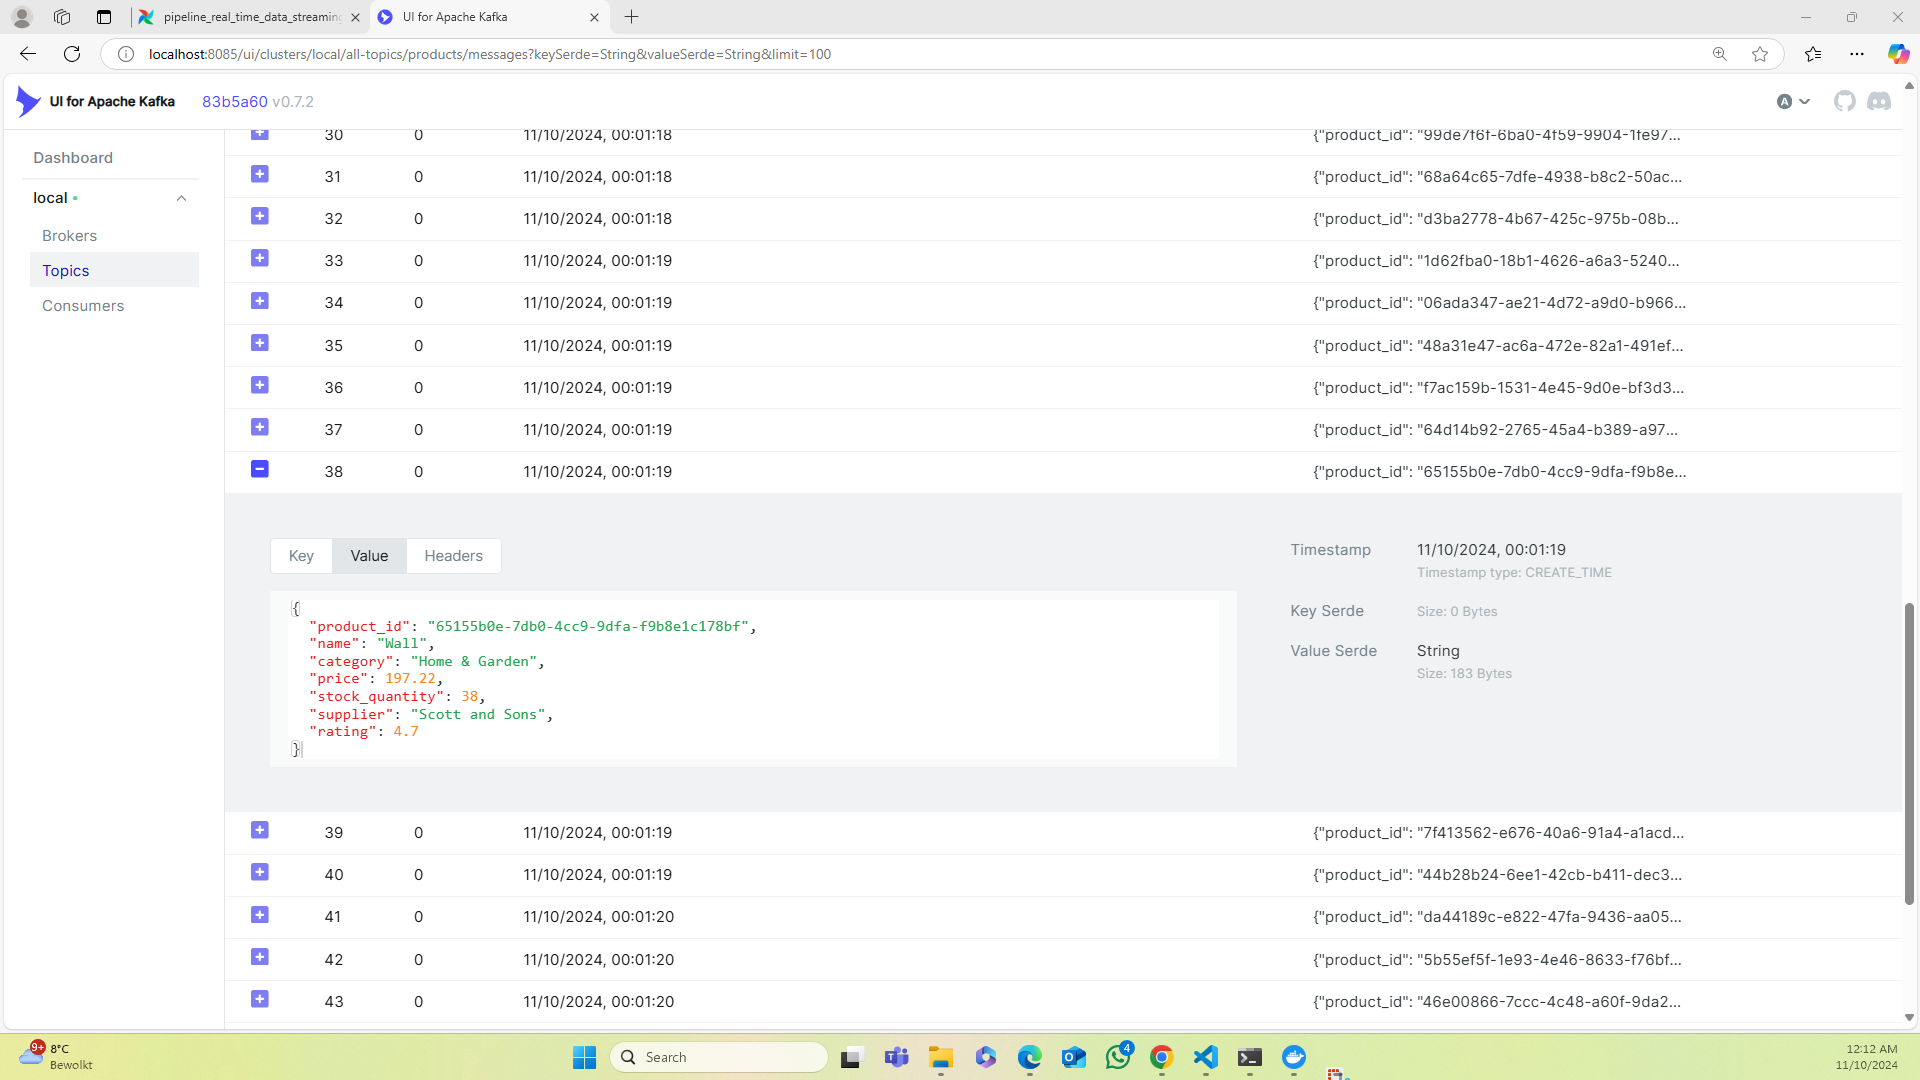 pipeline_real_time_data_streaming
UI for Apache Kafka
localhost:8085/ui/clusters/local/all-topics/products/messages?keySerde=String&valueSerde=String&limit=100
UI for Apache Kafka 83b5a60 v0.7.2 A
Dashboard
local
Brokers
Topics
Consumers
30 0 11/10/2024, 00:01:18 {"product_id": "99de7f6f-6ba0-4f59-9904-1fe97...
31 0 11/10/2024, 00:01:18 {"product_id": "68a64c65-7dfe-4938-b8c2-50ac...
32 0 11/10/2024, 00:01:18 {"product_id": "d3ba2778-4b67-425c-975b-08b...
33 0 11/10/2024, 00:01:19 {"product_id": "1d62fba0-18b1-4626-a6a3-5240...
34 0 11/10/2024, 00:01:19 {"product_id": "06ada347-ae21-4d72-a9d0-b966...
35 0 11/10/2024, 00:01:19 {"product_id": "48a31e47-ac6a-472e-82a1-491ef...
36 0 11/10/2024, 00:01:19 {"product_id": "f7ac159b-1531-4e45-9d0e-bf3d3...
37 0 11/10/2024, 00:01:19 {"product_id": "64d14b92-2765-45a4-b389-a97...
38 0 11/10/2024, 00:01:19 {"product_id": "65155b0e-7db0-4cc9-9dfa-f9b8e...
Key Value Headers
{
"product_id": "65155b0e-7db0-4cc9-9dfa-f9b8e1c178bf",
"name": "Wall",
"category": "Home & Garden",
"price": 197.22,
"stock_quantity": 38,
"supplier": "Scott and Sons",
"rating": 4.7
}
Timestamp 11/10/2024, 00:01:19
Timestamp type: CREATE_TIME
Key Serde Size: 0 Bytes
Value Serde String
Size: 183 Bytes
39 0 11/10/2024, 00:01:19 {"product_id": "7f413562-e676-40a6-91a4-a1acd...
40 0 11/10/2024, 00:01:19 {"product_id": "44b28b24-6ee1-42cb-b411-dec3...
41 0 11/10/2024, 00:01:20 {"product_id": "da44189c-e822-47fa-9436-aa05...
42 0 11/10/2024, 00:01:20 {"product_id": "5b55ef5f-1e93-4e46-8633-f76bf...
43 0 11/10/2024, 00:01:20 {"product_id": "46e00866-7ccc-4c48-a60f-9da2...
9+ 8°C
Bewolkt
Search
4
12:12 AM
11/10/2024